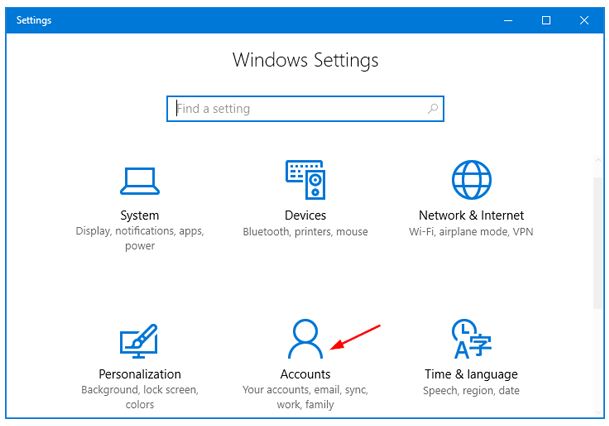 Settings
Windows Settings
Find a setting
System
Display, notifications, apps,
power
Devices
Bluetooth, printers, mouse
Network & Internet
Wi-Fi, airplane mode, VPN
Personalization
Background, lock screen,
colors
Accounts
Your accounts, email, sync,
work, family
A字
Time & language
Speech, region, date